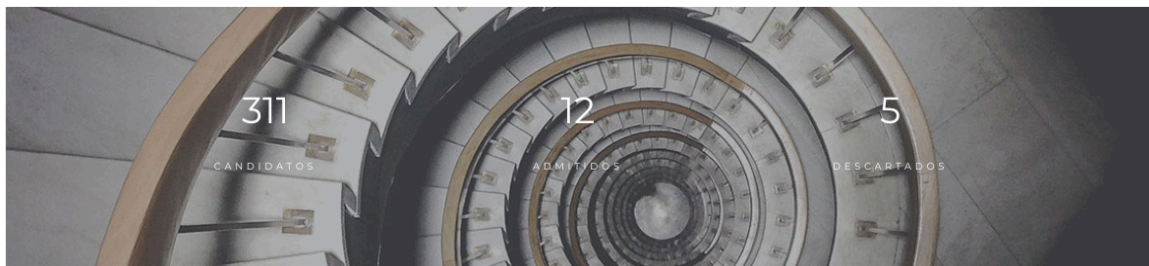 311
12
5
CANDIDATOS
ADMITIDOS
DESCARTADOS